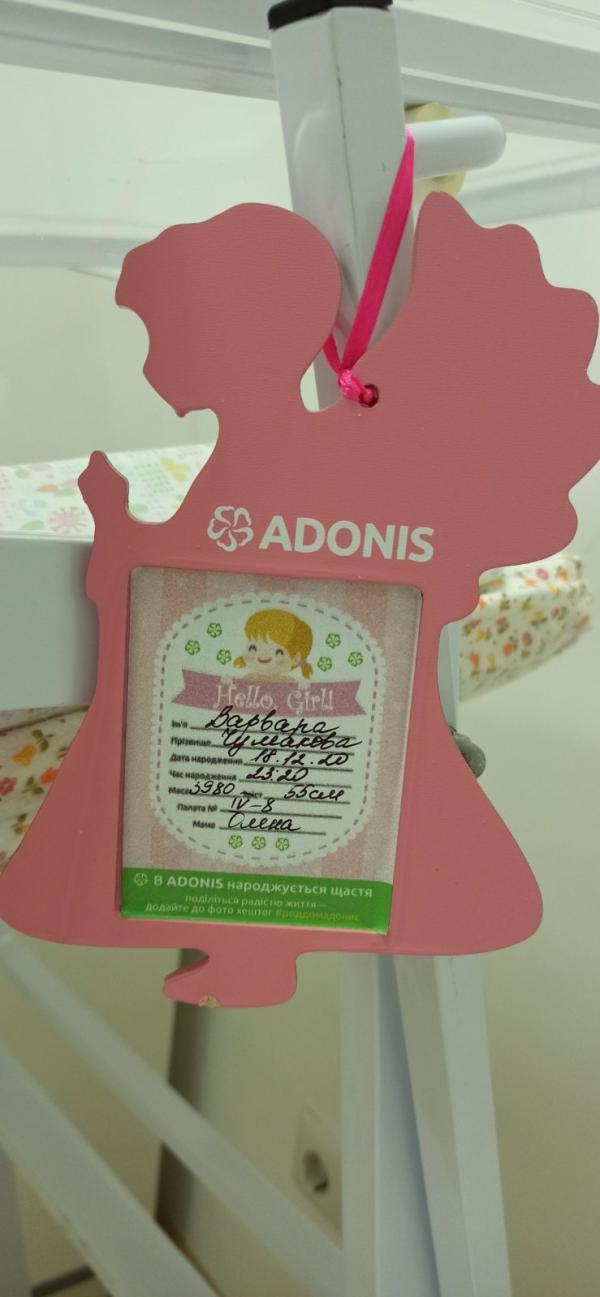 ADONIS
Hello, Girl!
Ім'я Варвара
Прізвище Чумакова
Дата народження 18.12.20
Час народження 23:20
Маса 3980 Зріст 55см
Палата № IV-8
Мама Олена
В ADONIS народжується щастя
поділіться радістю життя –
додайте до фото хештег #роддомадонис